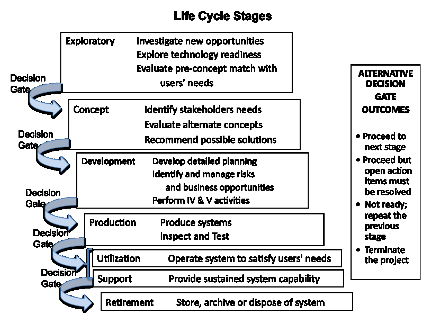 Life Cycle Stages
Exploratory Investigate new opportunities
Explore technology readiness
Evaluate pre-concept match with
users' needs
Decision
Gate
Concept Identify stakeholders needs
Evaluate alternate concepts
Recommend possible solutions
Decision
Gate
Development Develop detailed planning
Identify and manage risks
and business opportunities
Perform IV & V activities
Decision
Gate
Production Produce systems
Inspect and Test
Decision
Gate
Utilization Operate system to satisfy users' needs
Decision
Gate
Support Provide sustained system capability
Retirement Store, archive or dispose of system
ALTERNATIVE
DECISION
GATE
OUTCOMES
• Proceed to
next stage
• Proceed but
open action
items must
be resolved
• Not ready;
repeat the
previous
stage
• Terminate
the project